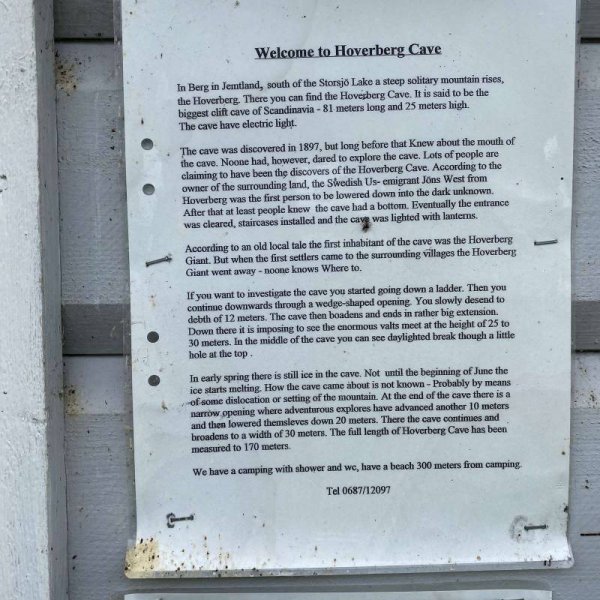 Welcome to Hoverberg Cave
In Berg in Jemtland, south of the Storsjö Lake a steep solitary mountain rises,
the Hoverberg. There you can find the Hoverberg Cave. It is said to be the
biggest clift cave of Scandinavia - 81 meters long and 25 meters high.
The cave have electric light.
The cave was discovered in 1897, but long before that Knew about the mouth of
the cave. Noone had, however, dared to explore the cave. Lots of people are
claiming to have been the discovers of the Hoverberg Cave. According to the
owner of the surrounding land, the Swedish Us- emigrant Jöns West from
Hoverberg was the first person to be lowered down into the dark unknown.
After that at least people knew the cave had a bottom. Eventually the entrance
was cleared, staircases installed and the cave was lighted with lanterns.
According to an old local tale the first inhabitant of the cave was the Hoverberg
Giant. But when the first settlers came to the surrounding villages the Hoverberg
Giant went away - noone knows Where to.
If you want to investigate the cave you started going down a ladder. Then you
continue downwards through a wedge-shaped opening. You slowly desend to
debth of 12 meters. The cave then boadens and ends in rather big extension.
Down there it is imposing to see the enormous valts meet at the height of 25 to
30 meters. In the middle of the cave you can see daylighted break though a little
hole at the top .
In early spring there is still ice in the cave. Not until the beginning of June the
ice starts melting. How the cave came about is not known - Probably by means
of some dislocation or setting of the mountain. At the end of the cave there is a
narrow opening where adventurous explores have advanced another 10 meters
and then lowered themsleves down 20 meters. There the cave continues and
broadens to a width of 30 meters. The full length of Hoverberg Cave has been
measured to 170 meters.
We have a camping with shower and wc, have a beach 300 meters from camping.
Tel 0687/12097